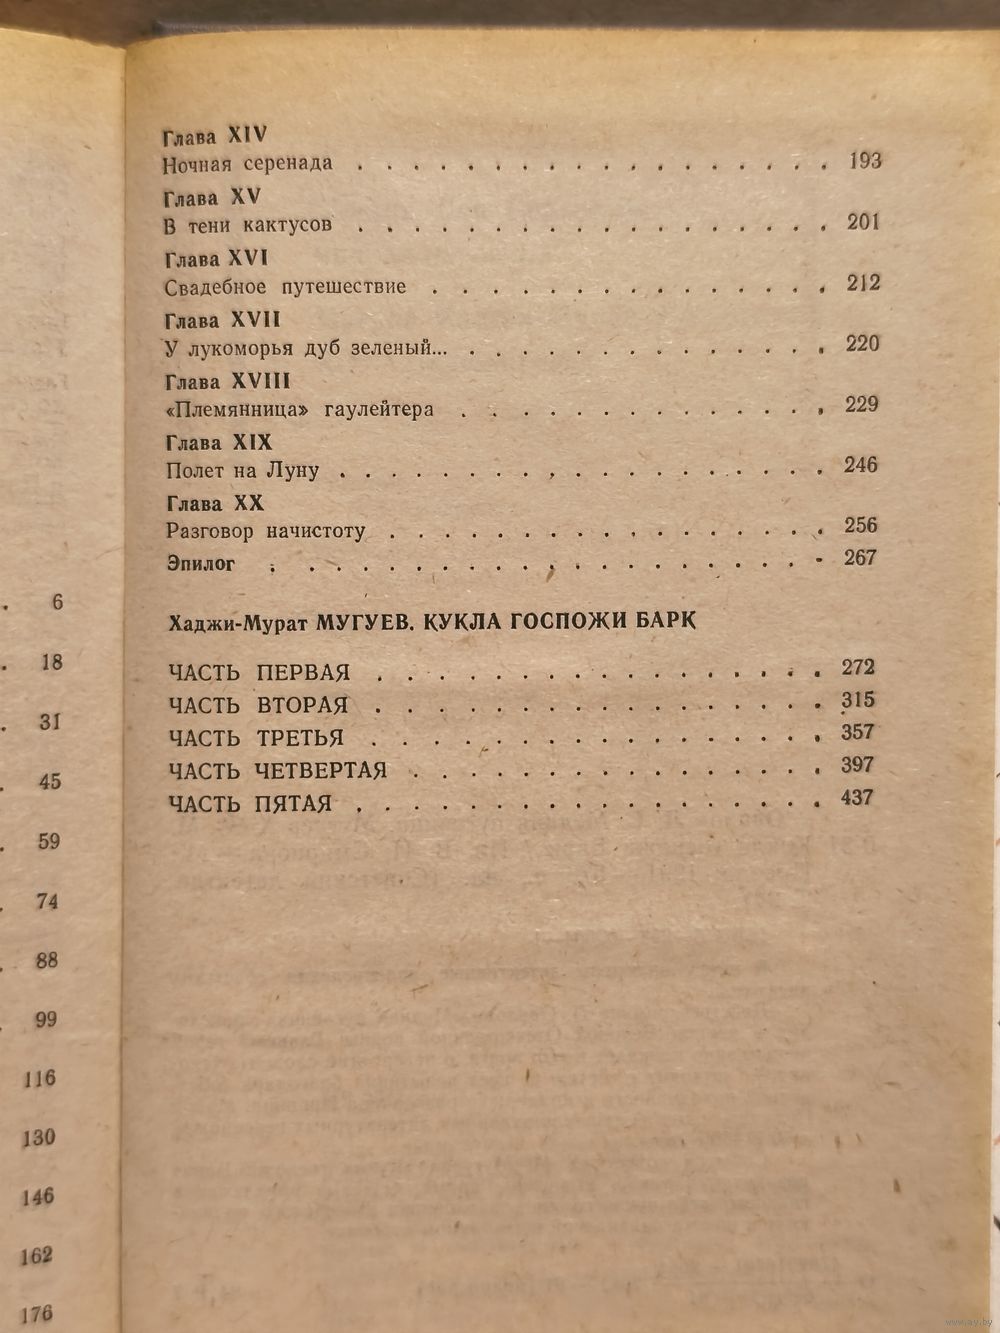 6
18
31
45
59
74
88
99
116
130
146
162
176
Глава XIV
Ночная серенада . . . . . . . . . . . . . . . . . . 193
Глава XV
В тени кактусов . . . . . . . . . . . . . . . . . . 201
Глава XVI
Свадебное путешествие . . . . . . . . . . . . . . 212
Глава XVII
У лукоморья дуб зеленый... . . . . . . . . . . . . . 220
Глава XVIII
«Племянница» гаулейтера . . . . . . . . . . . . . 229
Глава XIX
Полет на Луну . . . . . . . . . . . . . . . . . . 246
Глава XX
Разговор начистоту . . . . . . . . . . . . . . . . 256
Эпилог . . . . . . . . . . . . . . . . . . . . 267
Хаджи-Мурат МУГУЕВ. КУКЛА ГОСПОЖИ БАРК
ЧАСТЬ ПЕРВАЯ . . . . . . . . . . . . . . . . 272
ЧАСТЬ ВТОРАЯ . . . . . . . . . . . . . . . . 315
ЧАСТЬ ТРЕТЬЯ . . . . . . . . . . . . . . . . 357
ЧАСТЬ ЧЕТВЕРТАЯ . . . . . . . . . . . . . . 397
ЧАСТЬ ПЯТАЯ . . . . . . . . . . . . . . . . . 437
www.ay.by